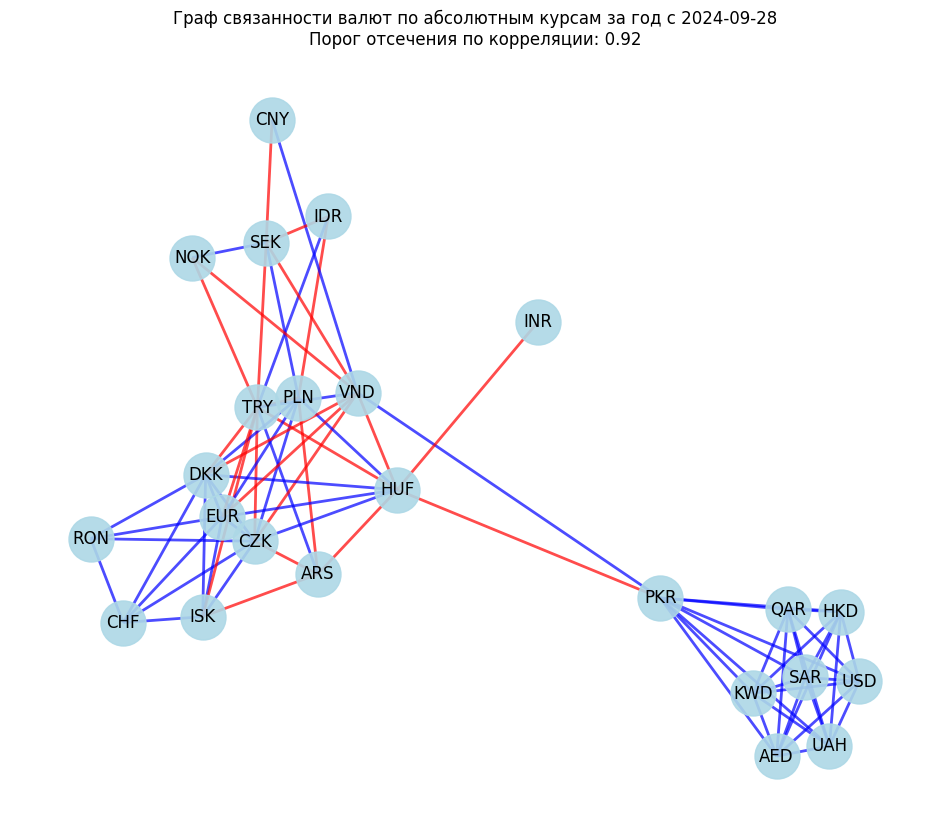 Граф связанности валют по абсолютным курсам за год с 2024-09-28
Порог отсечения по корреляции: 0.92
CNY
IDR
SEK
NOK
INR
VND
PLN
TRY
DKK
HUF
EUR
RON
CZK
ARS
PKR
QAR
HKD
CHF
ISK
SAR
USD
KWD
UAH
AED